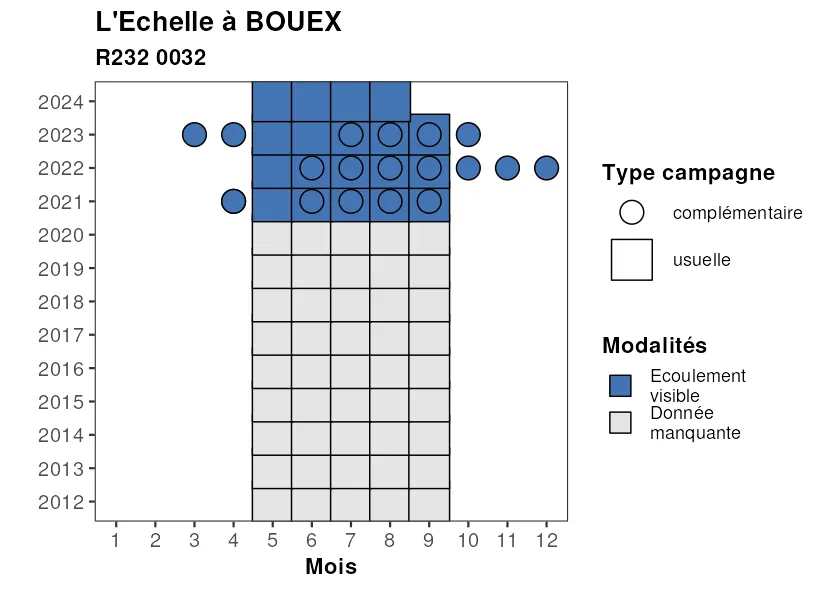 L'Echelle à BOUEX
R232 0032
2024
2023
2022
2021
2020
2019
2018
2017
2016
2015
2014
2013
2012
1 2 3 4 5 6 7 8 9 10 11 12
Mois
Type campagne
complémentaire
usuelle
Modalités
Ecoulement
visible
Donnée
manquante